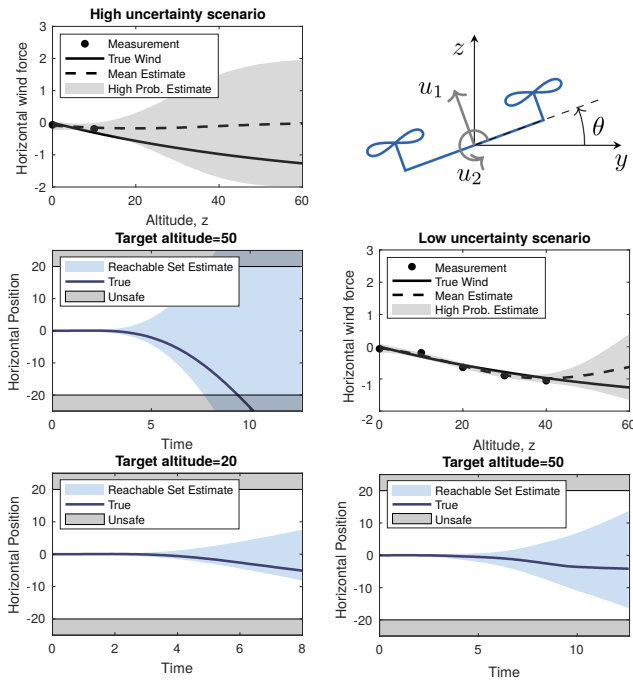 High uncertainty scenario
3
2
1
0
-1
-2
0
20
40
60
Horizontal wind force
Altitude, z
Measurement
True Wind
Mean Estimate
High Prob. Estimate
z
u1
u2
θ
y
Target altitude=50
20
10
0
-10
-20
0
5
10
Horizontal Position
Time
Reachable Set Estimate
True
Unsafe
Low uncertainty scenario
3
2
1
0
-1
-2
0
20
40
60
Horizontal wind force
Altitude, z
Measurement
True Wind
Mean Estimate
High Prob. Estimate
Target altitude=20
20
10
0
-10
-20
0
2
4
6
8
Horizontal Position
Time
Reachable Set Estimate
True
Unsafe
Target altitude=50
20
10
0
-10
-20
0
5
10
Horizontal Position
Time
Reachable Set Estimate
True
Unsafe